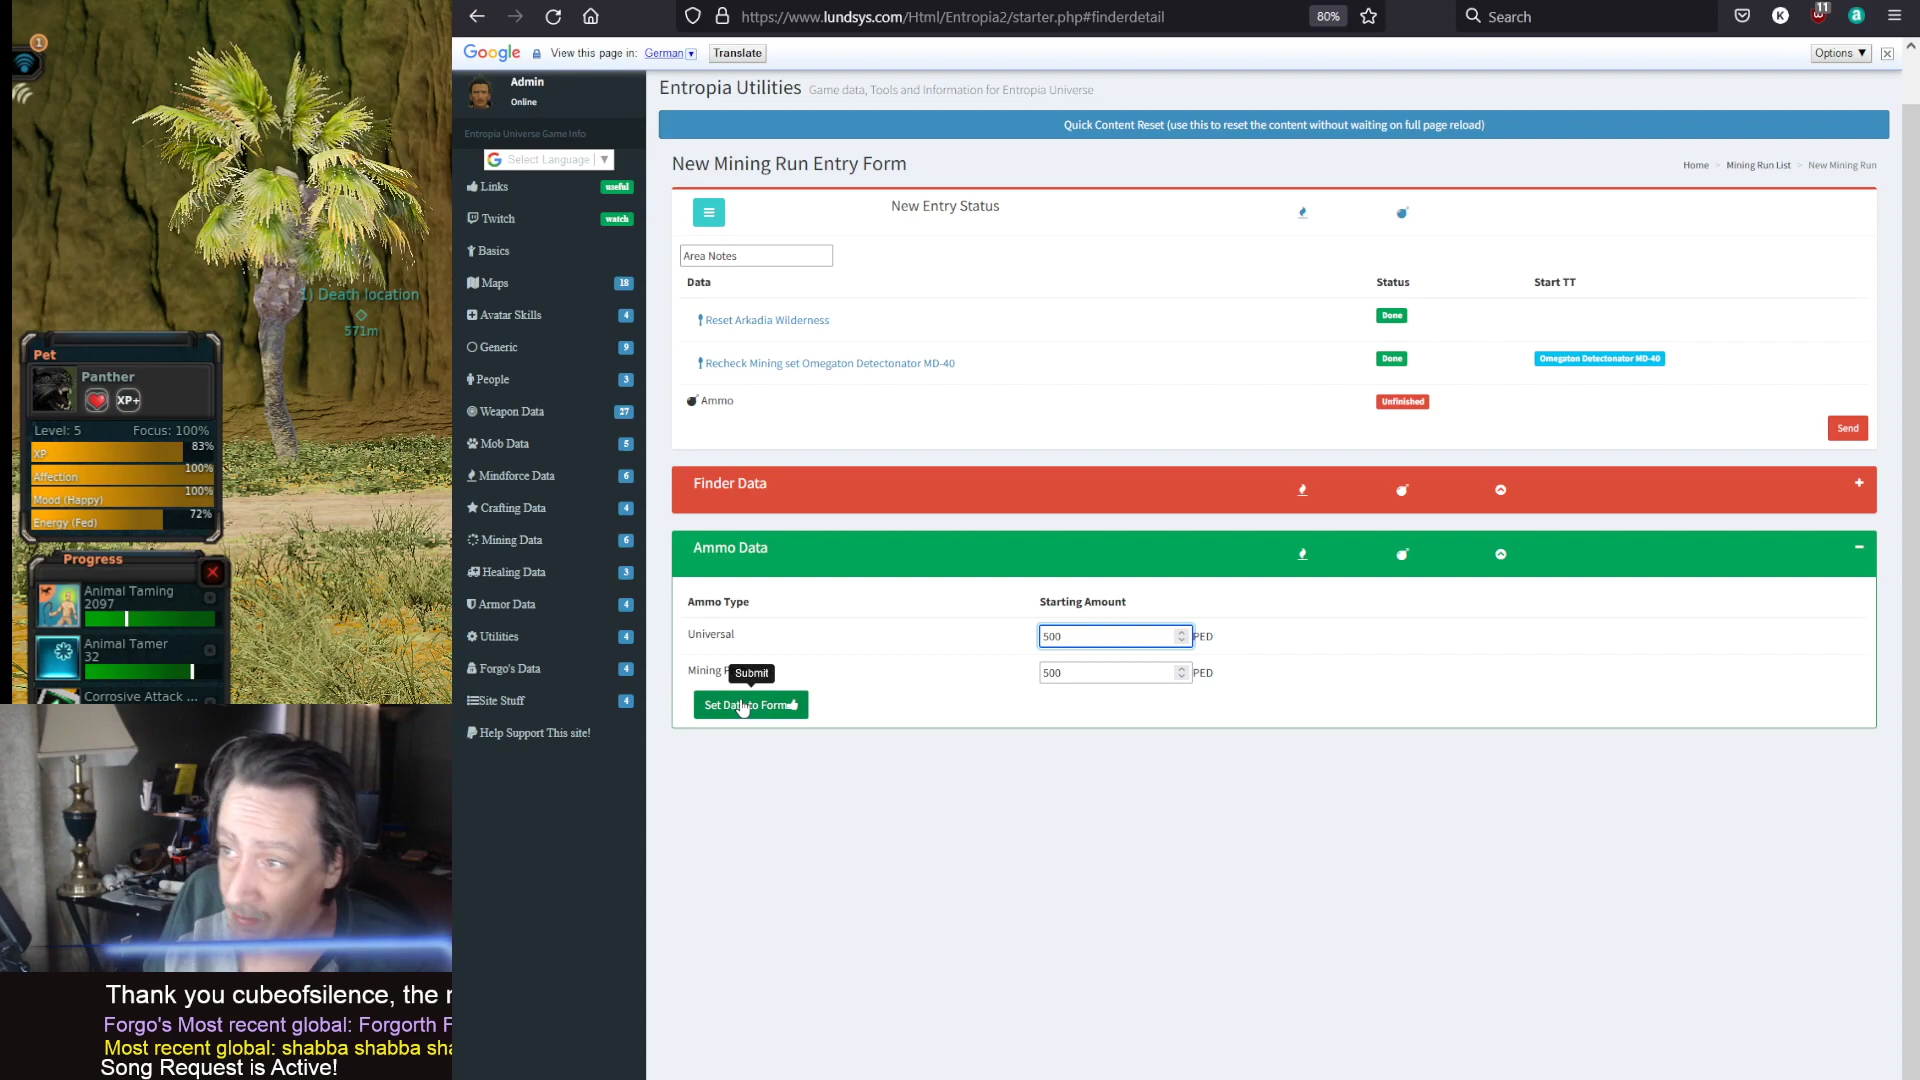 1
1) Death location
571m
Pet
Panther
XP+
Level: 5 Focus: 100%
XP 83%
Affection 100%
Mood (Happy) 100%
Energy (Fed) 72%
Progress
Animal Taming
2097
Animal Tamer
32
Corrosive Attack ...
Thank you cubeofsilence, the
Forgo's Most recent global: Forgorth
Most recent global: shabba shabba
Song Request is Active!
https://www.lundsys.com/Html/Entropia2/starter.php#finderdetail
80%
Search
K
11
a
Google View this page in: German Translate
Options ▼
Admin
Online
Entropia Universe Game Info
G Select Language ▼
Links useful
Twitch watch
Basics
Maps 18
Avatar Skills 4
Generic 9
People 3
Weapon Data 27
Mob Data 5
Mindforce Data 6
Crafting Data 4
Mining Data 6
Healing Data 3
Armor Data 4
Utilities 4
Forgo's Data 4
Site Stuff 4
Help Support This site!
Entropia Utilities Game data, Tools and Information for Entropia Universe
Quick Content Reset (use this to reset the content without waiting on full page reload)
New Mining Run Entry Form
Home > Mining Run List > New Mining Run
New Entry Status
Area Notes
Data Status Start TT
Reset Arkadia Wilderness Done
Recheck Mining set Omegaton Detectonator MD-40 Done Omegaton Detectonator MD-40
Ammo Unfinished
Send
Finder Data
Ammo Data
Ammo Type Starting Amount
Universal 500 PED
Mining 500 PED
Submit
Set Data to Form